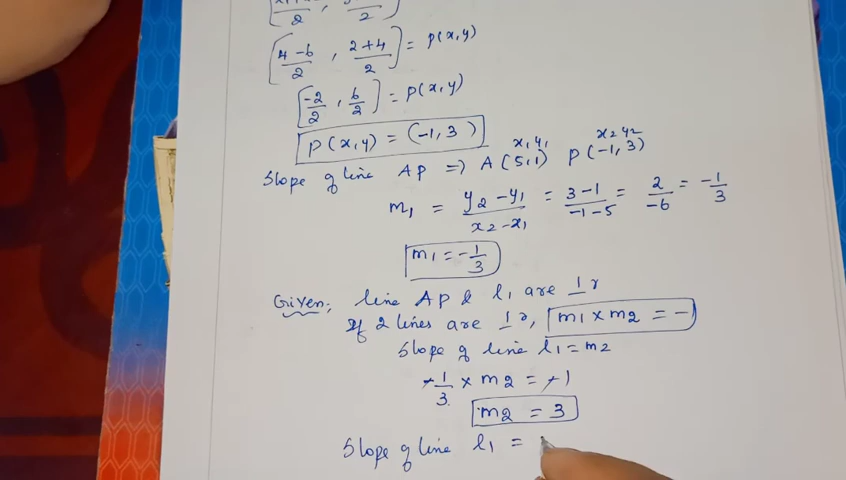 2 , 2
[4-6/2 , 2+4/2] = p(x,y)
[-2/2 , 6/2] = p(x,y)
p(x,y) = (-1, 3)
x1 y1 x2 y2
Slope of line AP => A(5,1) P(-1, 3)
m1 = y2-y1/x2-x1 = 3-1/-1-5 = 2/-6 = -1/3
m1 = -1/3
Given; line AP & l1 are ⊥r
If 2 lines are ⊥r, m1 x m2 = -1
Slope of line l1 = m2
-1/3 x m2 = -1
m2 = 3
Slope of line l1 =